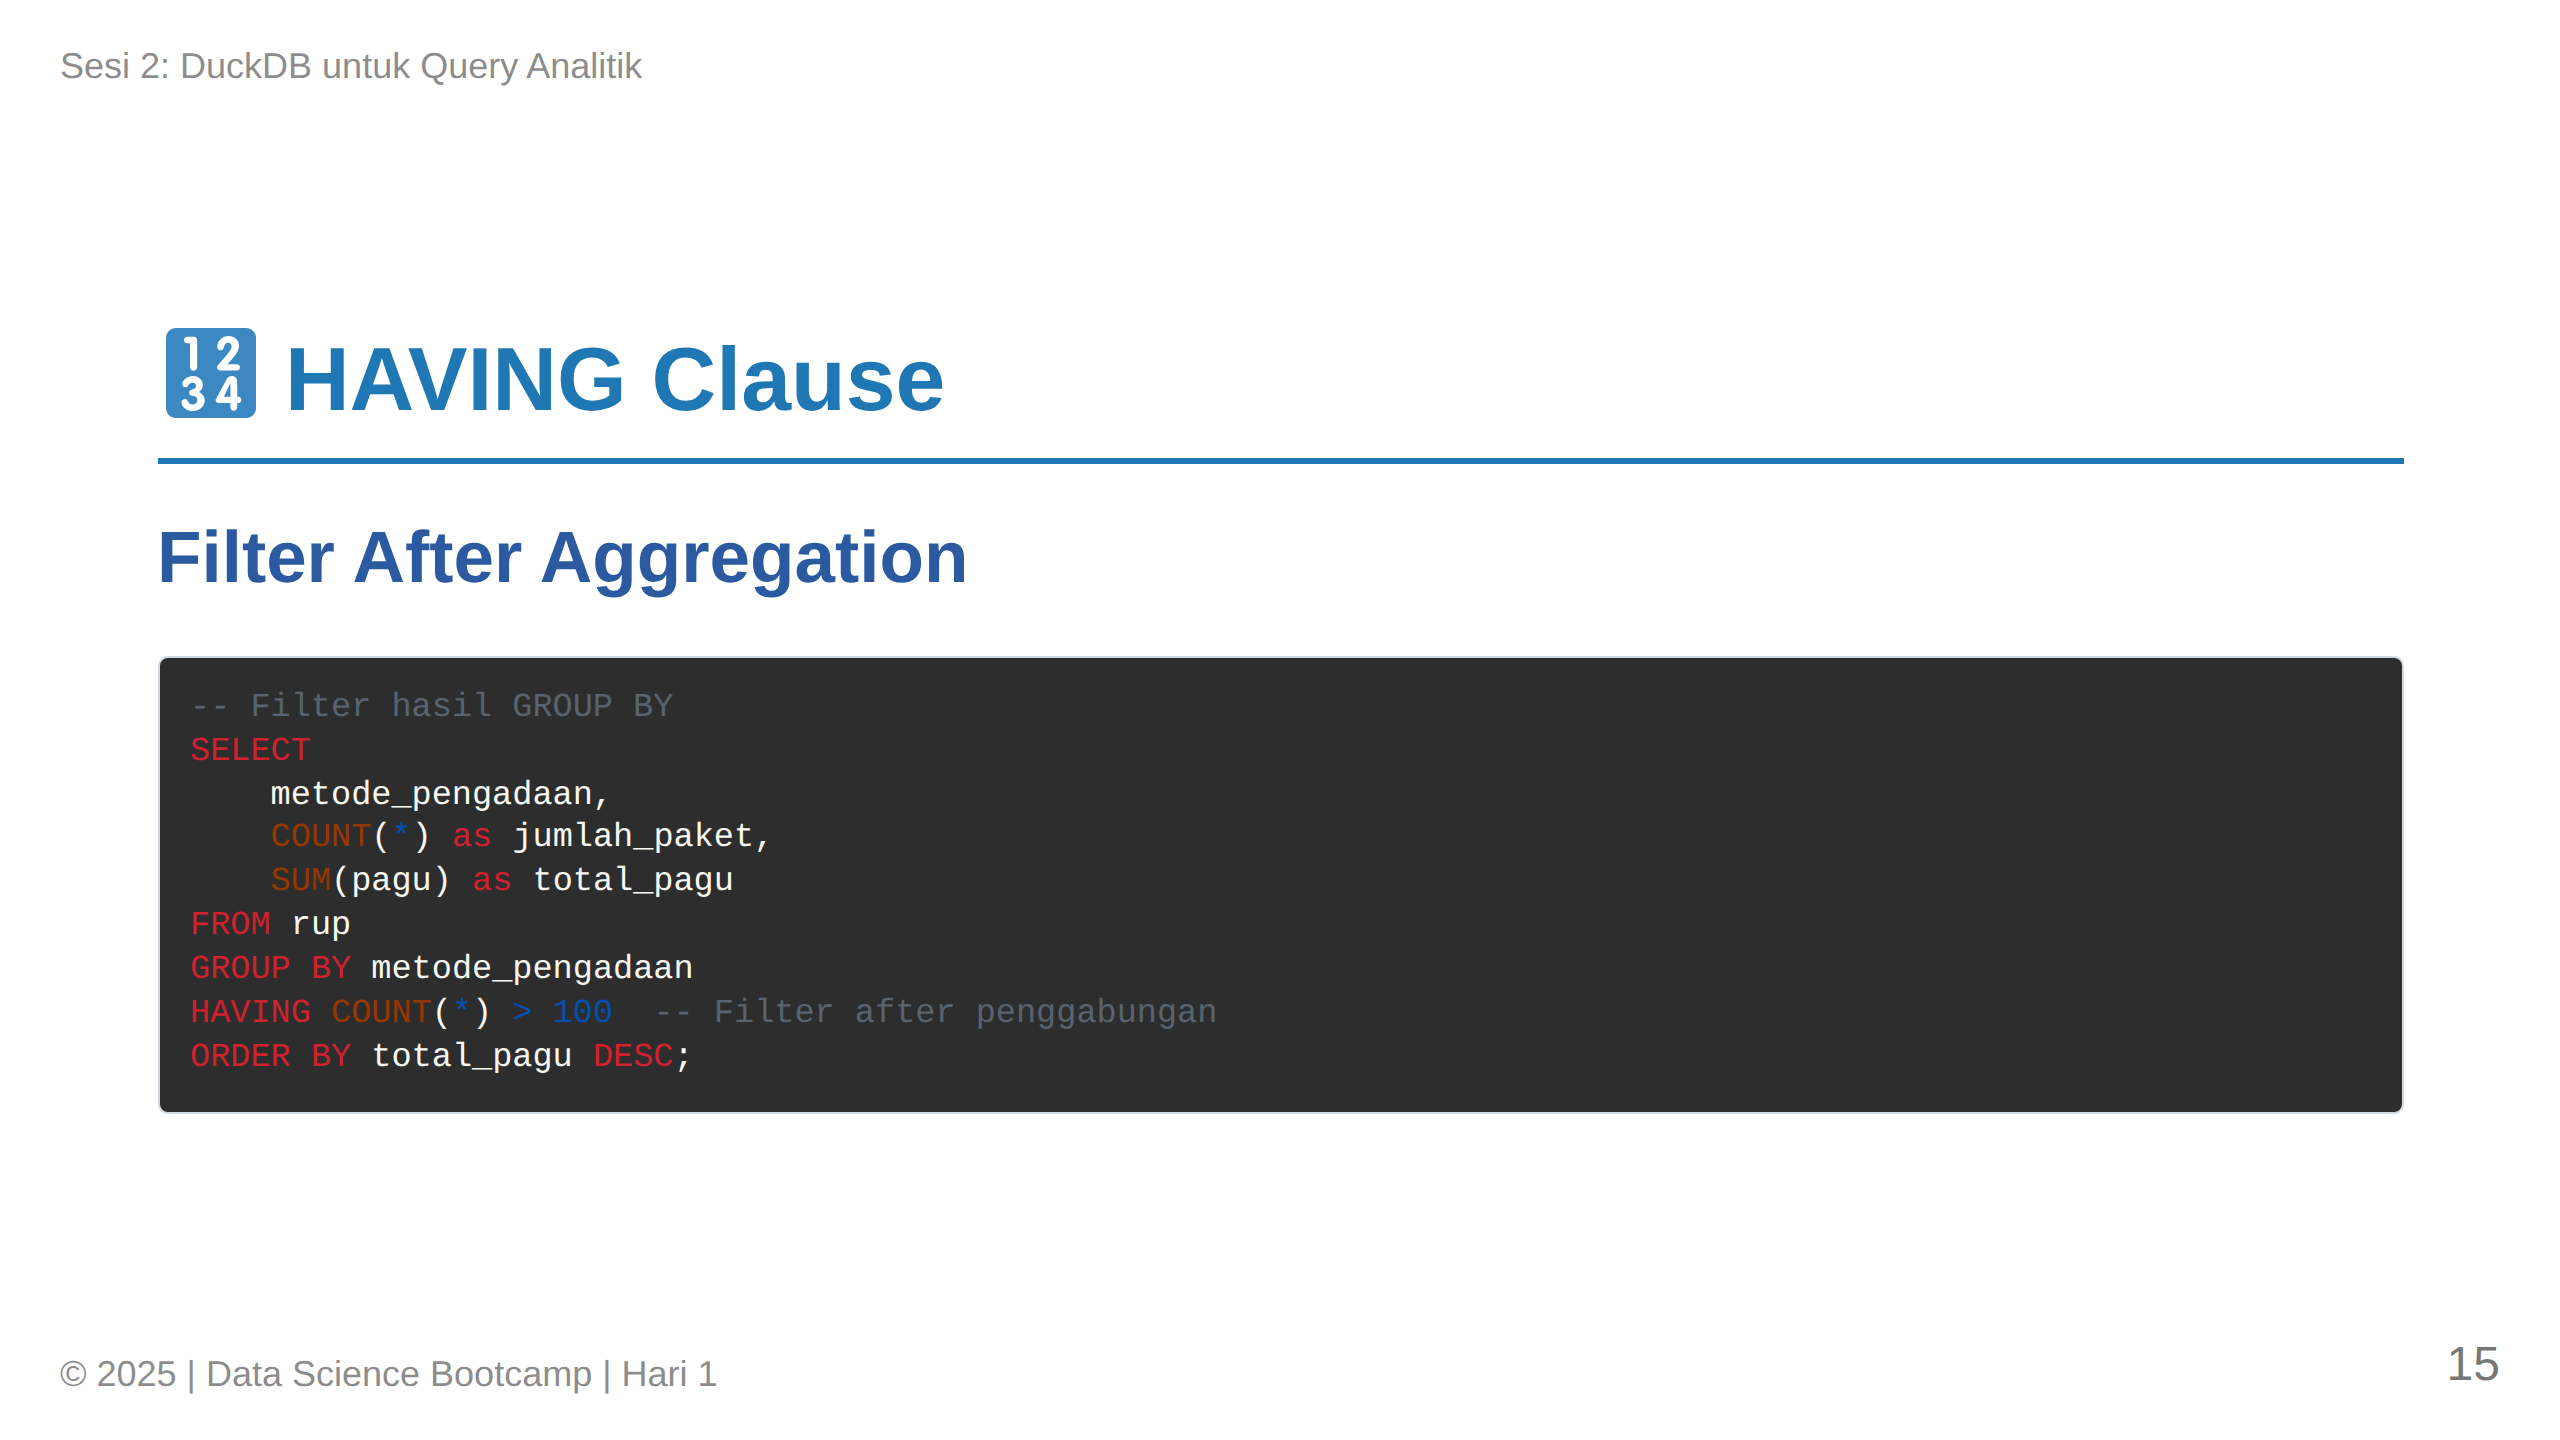 Sesi 2: DuckDB untuk Query Analitik
🔢 HAVING Clause
Filter After Aggregation
-- Filter hasil GROUP BY
SELECT
    metode_pengadaan,
    COUNT(*) as jumlah_paket,
    SUM(pagu) as total_pagu
FROM rup
GROUP BY metode_pengadaan
HAVING COUNT(*) > 100  -- Filter after penggabungan
ORDER BY total_pagu DESC;
© 2025 | Data Science Bootcamp | Hari 1
15